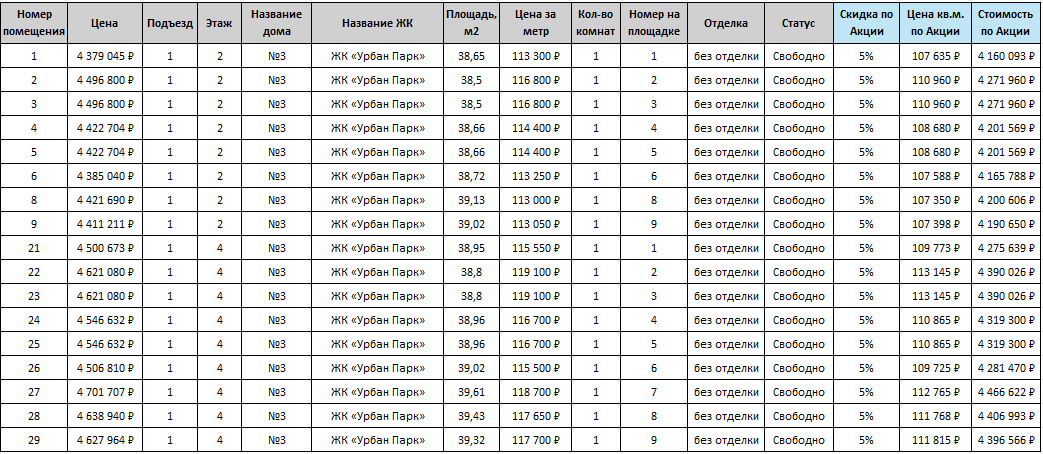 Номер помещения Цена Подъезд Этаж Название дома Название ЖК Площадь, м2 Цена за метр Кол-во комнат Номер на площадке Отделка Статус Скидка по Акции Цена кв.м. по Акции Стоимость по Акции
1 4 379 045 ₽ 1 2 №3 ЖК «Урбан Парк» 38,65 113 300 ₽ 1 1 без отделки Свободно 5% 107 635 ₽ 4 160 093 ₽
2 4 496 800 ₽ 1 2 №3 ЖК «Урбан Парк» 38,5 116 800 ₽ 1 2 без отделки Свободно 5% 110 960 ₽ 4 271 960 ₽
3 4 496 800 ₽ 1 2 №3 ЖК «Урбан Парк» 38,5 116 800 ₽ 1 3 без отделки Свободно 5% 110 960 ₽ 4 271 960 ₽
4 4 422 704 ₽ 1 2 №3 ЖК «Урбан Парк» 38,66 114 400 ₽ 1 4 без отделки Свободно 5% 108 680 ₽ 4 201 569 ₽
5 4 422 704 ₽ 1 2 №3 ЖК «Урбан Парк» 38,66 114 400 ₽ 1 5 без отделки Свободно 5% 108 680 ₽ 4 201 569 ₽
6 4 385 040 ₽ 1 2 №3 ЖК «Урбан Парк» 38,72 113 250 ₽ 1 6 без отделки Свободно 5% 107 588 ₽ 4 165 788 ₽
8 4 421 690 ₽ 1 2 №3 ЖК «Урбан Парк» 39,13 113 000 ₽ 1 8 без отделки Свободно 5% 107 350 ₽ 4 200 606 ₽
9 4 411 211 ₽ 1 2 №3 ЖК «Урбан Парк» 39,02 113 050 ₽ 1 9 без отделки Свободно 5% 107 398 ₽ 4 190 650 ₽
21 4 500 673 ₽ 1 4 №3 ЖК «Урбан Парк» 38,95 115 550 ₽ 1 1 без отделки Свободно 5% 109 773 ₽ 4 275 639 ₽
22 4 621 080 ₽ 1 4 №3 ЖК «Урбан Парк» 38,8 119 100 ₽ 1 2 без отделки Свободно 5% 113 145 ₽ 4 390 026 ₽
23 4 621 080 ₽ 1 4 №3 ЖК «Урбан Парк» 38,8 119 100 ₽ 1 3 без отделки Свободно 5% 113 145 ₽ 4 390 026 ₽
24 4 546 632 ₽ 1 4 №3 ЖК «Урбан Парк» 38,96 116 700 ₽ 1 4 без отделки Свободно 5% 110 865 ₽ 4 319 300 ₽
25 4 546 632 ₽ 1 4 №3 ЖК «Урбан Парк» 38,96 116 700 ₽ 1 5 без отделки Свободно 5% 110 865 ₽ 4 319 300 ₽
26 4 506 810 ₽ 1 4 №3 ЖК «Урбан Парк» 39,02 115 500 ₽ 1 6 без отделки Свободно 5% 109 725 ₽ 4 281 470 ₽
27 4 701 707 ₽ 1 4 №3 ЖК «Урбан Парк» 39,61 118 700 ₽ 1 7 без отделки Свободно 5% 112 765 ₽ 4 466 622 ₽
28 4 638 940 ₽ 1 4 №3 ЖК «Урбан Парк» 39,43 117 650 ₽ 1 8 без отделки Свободно 5% 111 768 ₽ 4 406 993 ₽
29 4 627 964 ₽ 1 4 №3 ЖК «Урбан Парк» 39,32 117 700 ₽ 1 9 без отделки Свободно 5% 111 815 ₽ 4 396 566 ₽